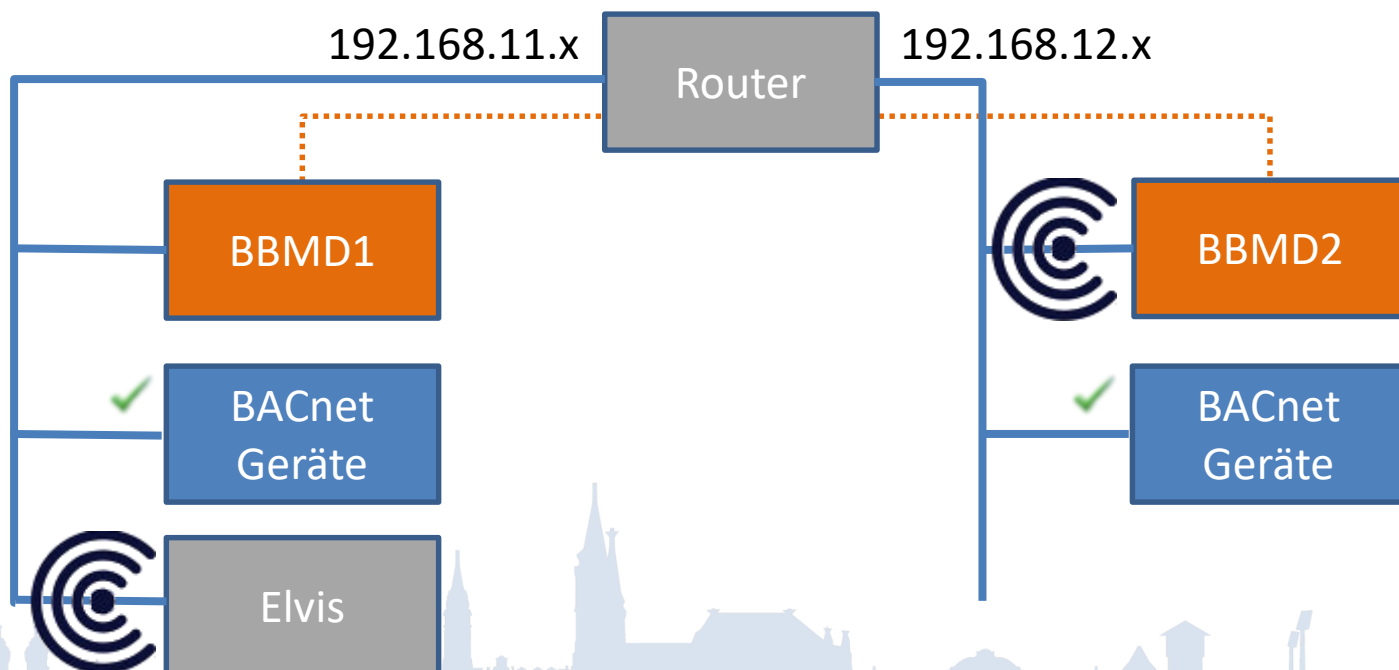 192.168.11.x
Router
192.168.12.x
BBMD1
BBMD2
BACnet
Geräte
BACnet
Geräte
Elvis